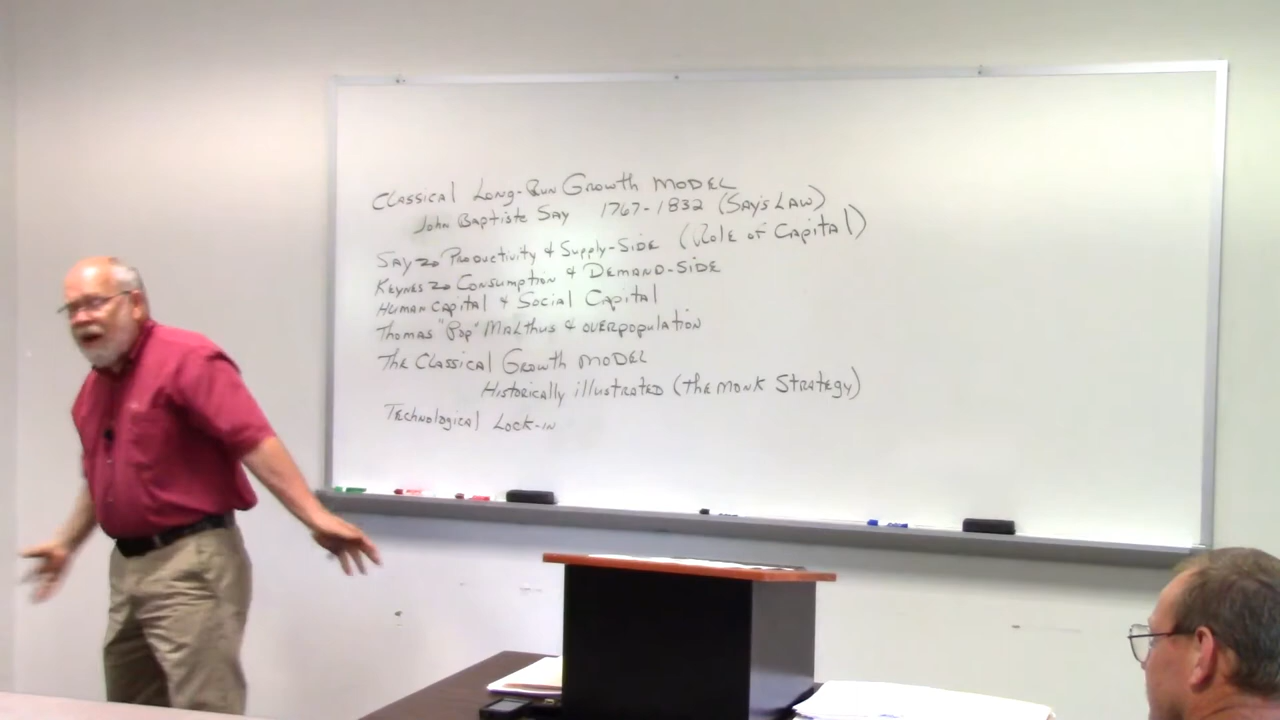 Classical Long-Run Growth Model
John Baptiste Say 1767-1832 (Say's Law)
Say → Productivity & Supply-Side (Role of Capital)
Keynes → Consumption & Demand-Side
Human Capital & Social Capital
Thomas "Pop" Malthus & overpopulation
The Classical Growth Model
Historically illustrated (The Monk Strategy)
Technological Lock-in